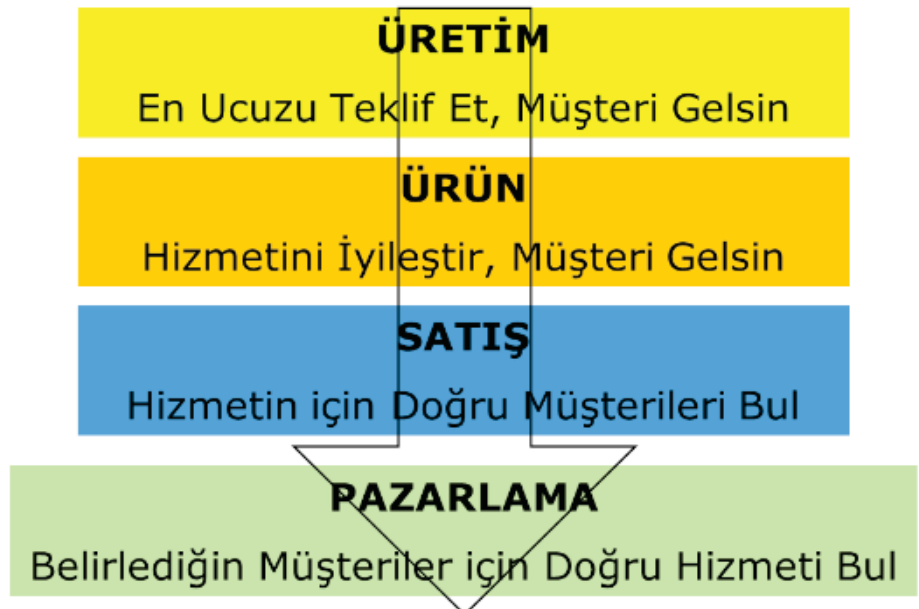 ÜRETİM
En Ucuzu Teklif Et, Müşteri Gelsin
ÜRÜN
Hizmetini İyileştir, Müşteri Gelsin
SATIŞ
Hizmetin için Doğru Müşterileri Bul
PAZARLAMA
Belirlediğin Müşteriler için Doğru Hizmeti Bul